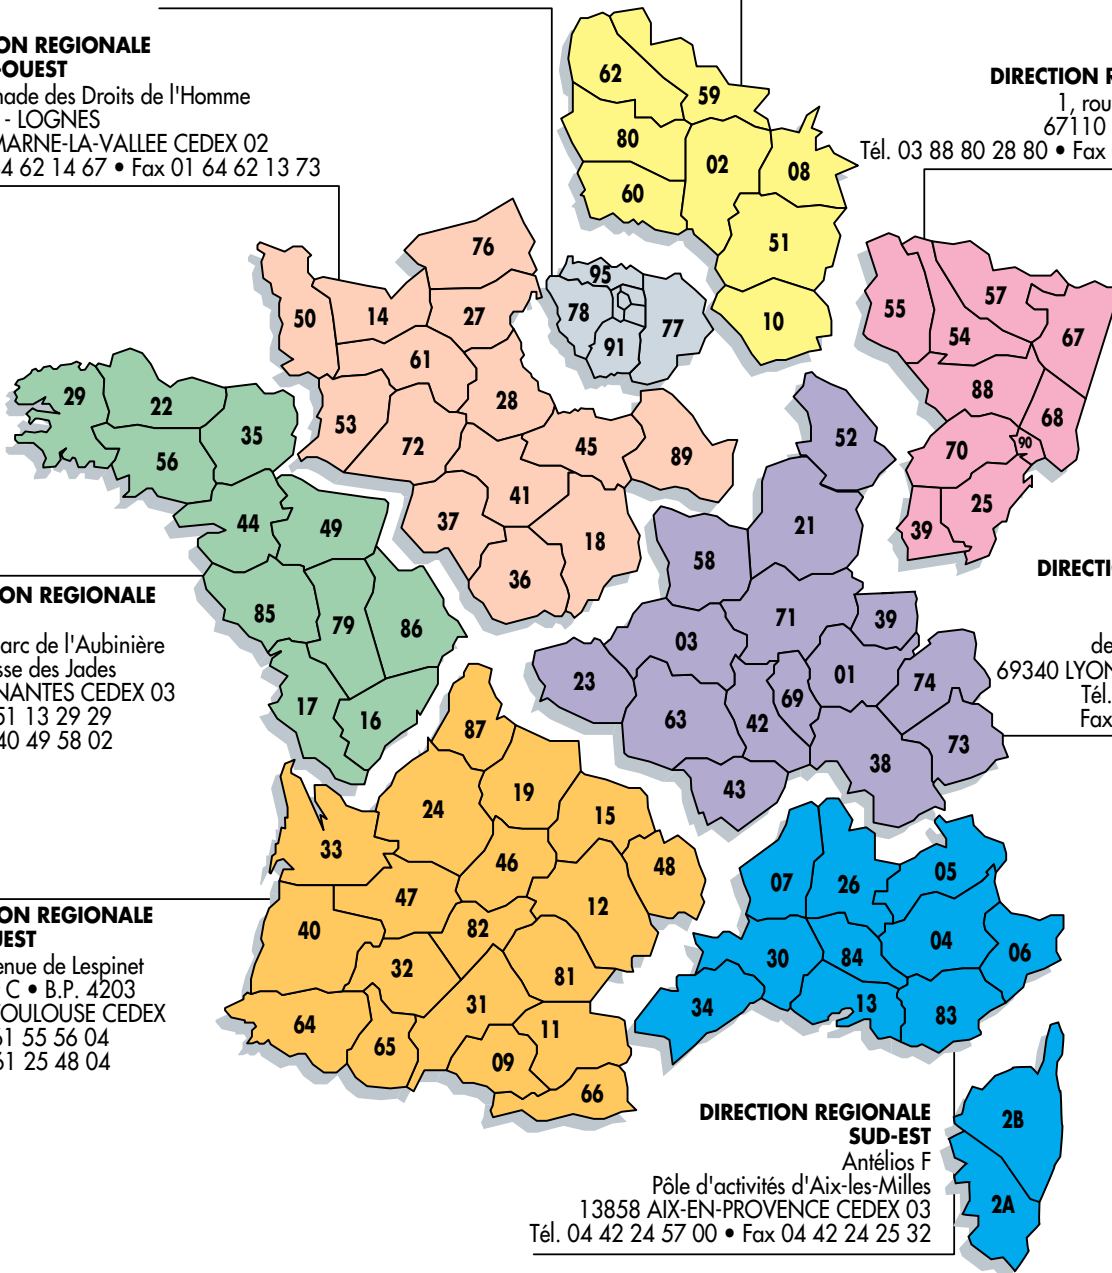 ON REGIONALE
-OUEST
ade des Droits de l'Homme
- LOGNES
MARNE-LA-VALLEE CEDEX 02
4 62 14 67 • Fax 01 64 62 13 73
DIRECTION R
1, rou
67110
Tél. 03 88 80 28 80 • Fax
62
59
80
02
08
60
51
10
76
50
14
27
61
53
72
28
45
89
41
37
18
36
95
78
77
91
55
57
54
67
88
68
70
90
25
39
29
22
35
56
44
49
85
79
86
17
16
52
21
58
71
39
03
23
01
74
63
42
69
73
38
43
ON REGIONALE
arc de l'Aubinière
sse des Jades
NANTES CEDEX 03
51 13 29 29
40 49 58 02
DIRECTIO
de
69340 LYON
Tél.
Fax
87
24
19
15
33
46
48
47
12
40
82
32
81
31
64
65
11
09
66
07
26
05
30
84
04
06
34
13
83
2B
2A
ON REGIONALE
UEST
enue de Lespinet
C • B.P. 4203
TOULOUSE CEDEX
61 55 56 04
61 25 48 04
DIRECTION REGIONALE
SUD-EST
Antélios F
Pôle d'activités d'Aix-les-Milles
13858 AIX-EN-PROVENCE CEDEX 03
Tél. 04 42 24 57 00 • Fax 04 42 24 25 32